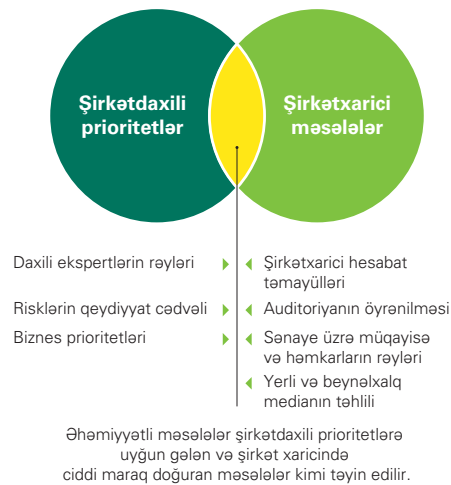 Şirkətdaxili
prioritetlər
Şirkətxarici
məsələlər
Daxili ekspertlərin rəyləri
Risklərin qeydiyyat cədvəli
Biznes prioritetləri
Şirkətxarici hesabat
təmayülləri
Auditoriyanın öyrənilməsi
Sənaye üzrə müqayisə
və həmkarların rəyləri
Yerli və beynəlxalq
medianın təhlili
Əhəmiyyətli məsələlər şirkətdaxili prioritetlərə
uyğun gələn və şirkət xaricində
ciddi maraq doğuran məsələlər kimi təyin edilir.